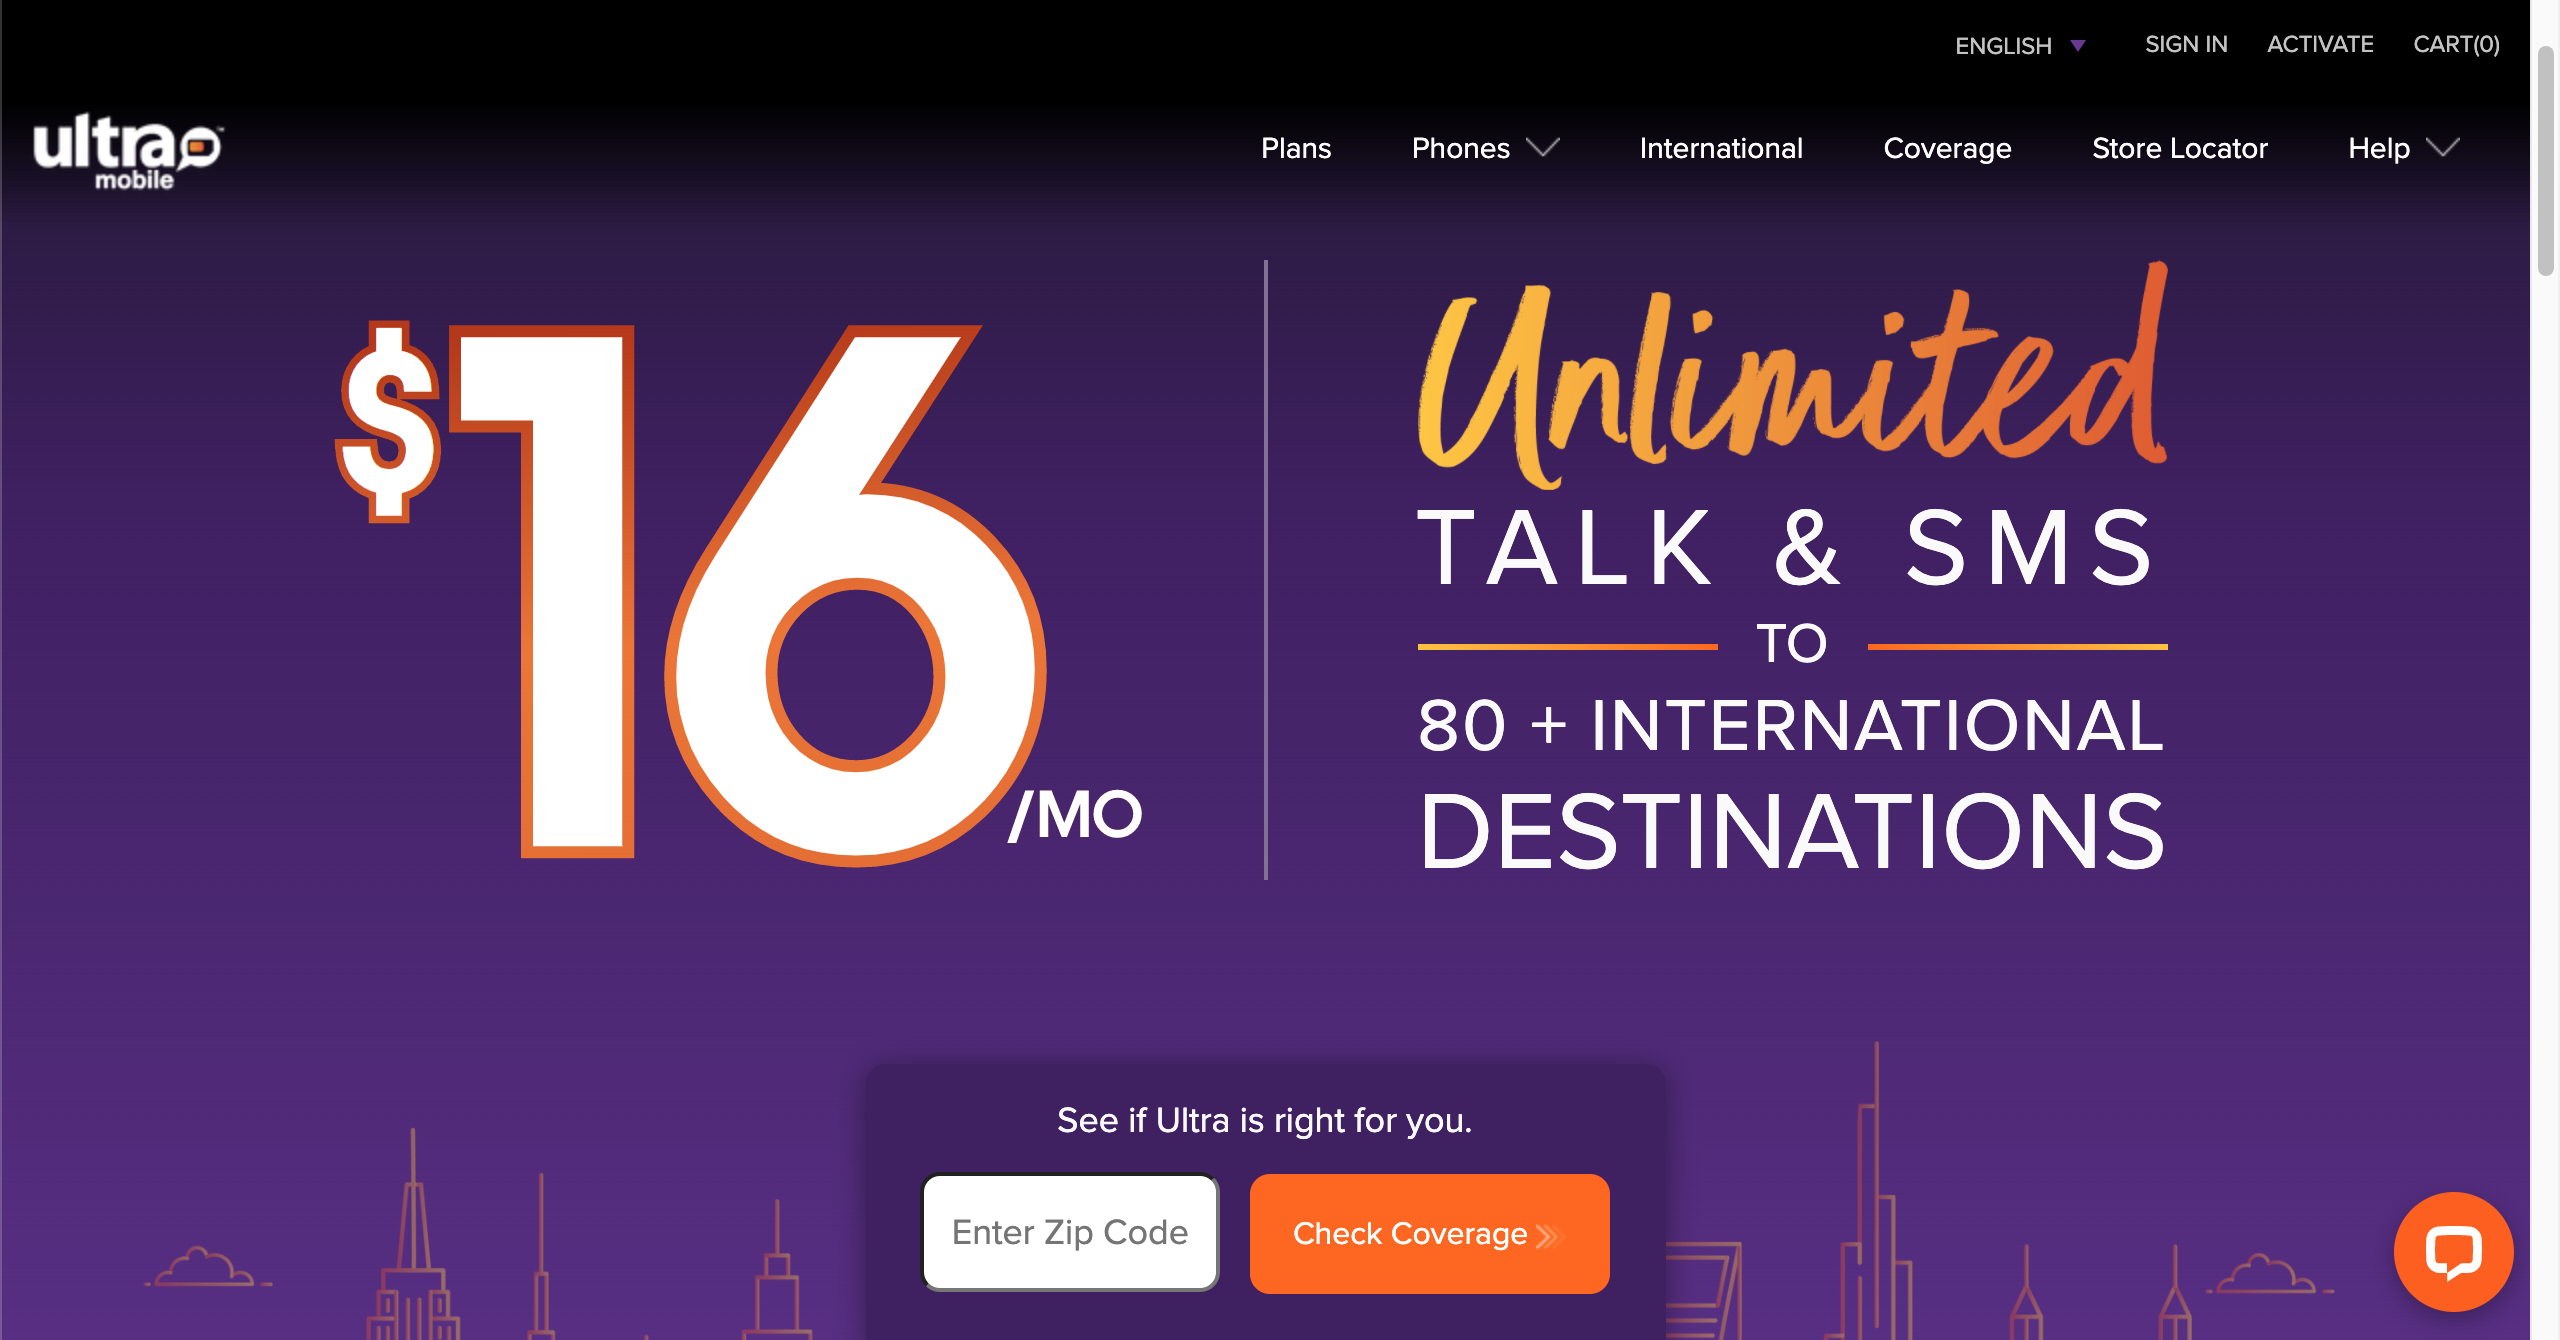 ENGLISH SIGN IN ACTIVATE CART(0)
ultra
mobile
Plans Phones International Coverage Store Locator Help
$16/MO
Unlimited
TALK & SMS
TO
80 + INTERNATIONAL
DESTINATIONS
See if Ultra is right for you.
Enter Zip Code
Check Coverage